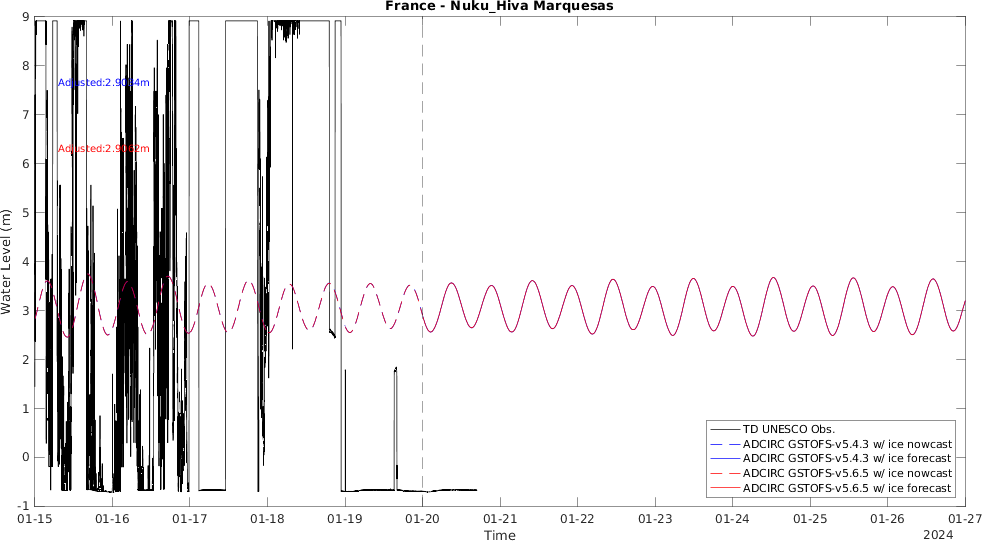 France - Nuku_Hiva Marquesas
9
8
7
6
5
4
3
2
1
0
-1
Water Level (m)
Adjusted:2.9084m
01-15
01-16
01-17
01-18
01-19
01-20
01-21
01-22
01-23
01-24
01-25
01-26
01-27
Time
2024
TD UNESCO Obs.
ADCIRC GSTOFS-v5.4.3 w/ ice nowcast
ADCIRC GSTOFS-v5.4.3 w/ ice forecast
ADCIRC GSTOFS-v5.6.5 w/ ice nowcast
ADCIRC GSTOFS-v5.6.5 w/ ice forecast